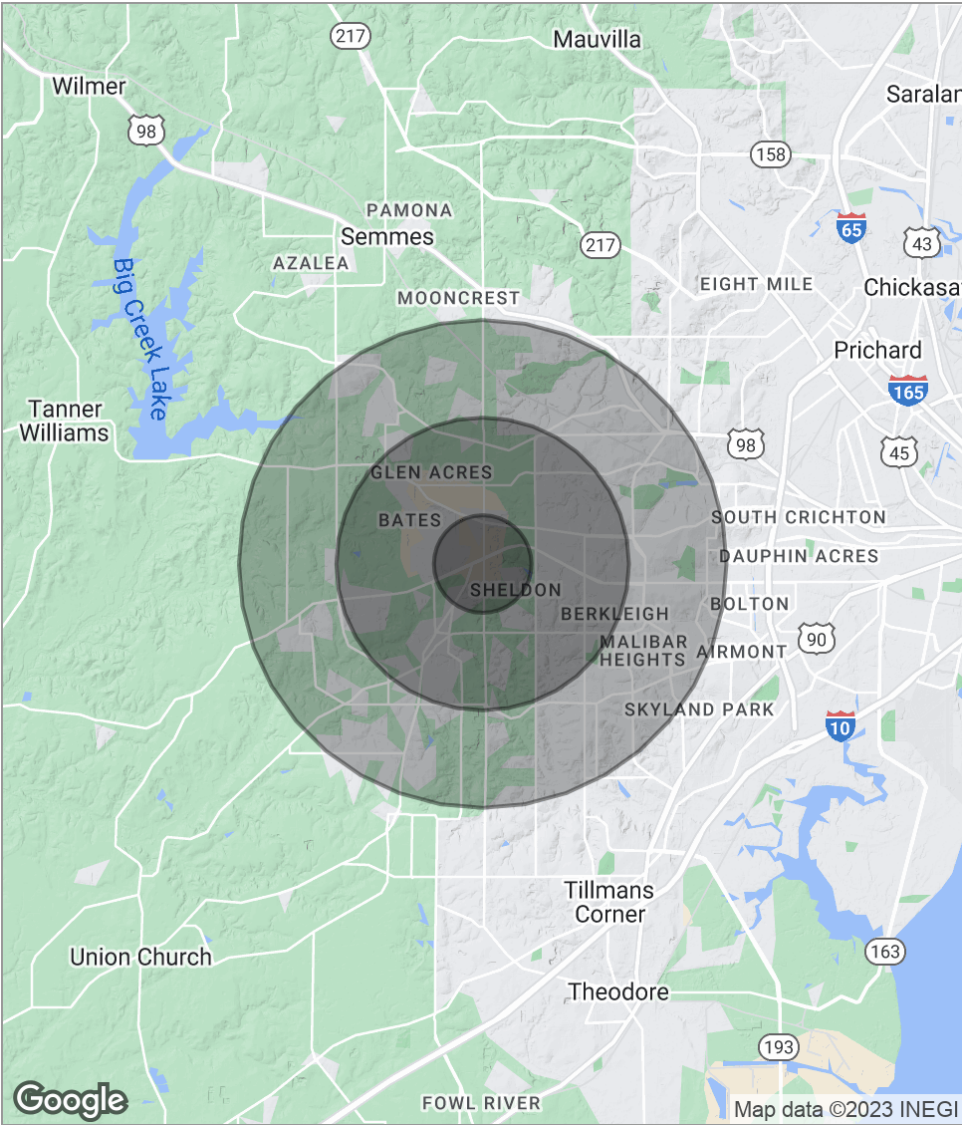 217
Mauvilla
Wilmer
Saralan
98
158
PAMONA
Semmes
217
65
43
AZALEA
EIGHT MILE
Chickasa
MOONCREST
Big Creek Lake
Prichard
165
Tanner
Williams
98
45
GLEN ACRES
BATES
SOUTH CRICHTON
DAUPHIN ACRES
SHELDON
BERKLEIGH
BOLTON
MALIBAR
HEIGHTS
AIRMONT
90
SKYLAND PARK
10
Tillmans
Corner
Union Church
163
Theodore
193
Google
FOWL RIVER
Map data ©2023 INEGI